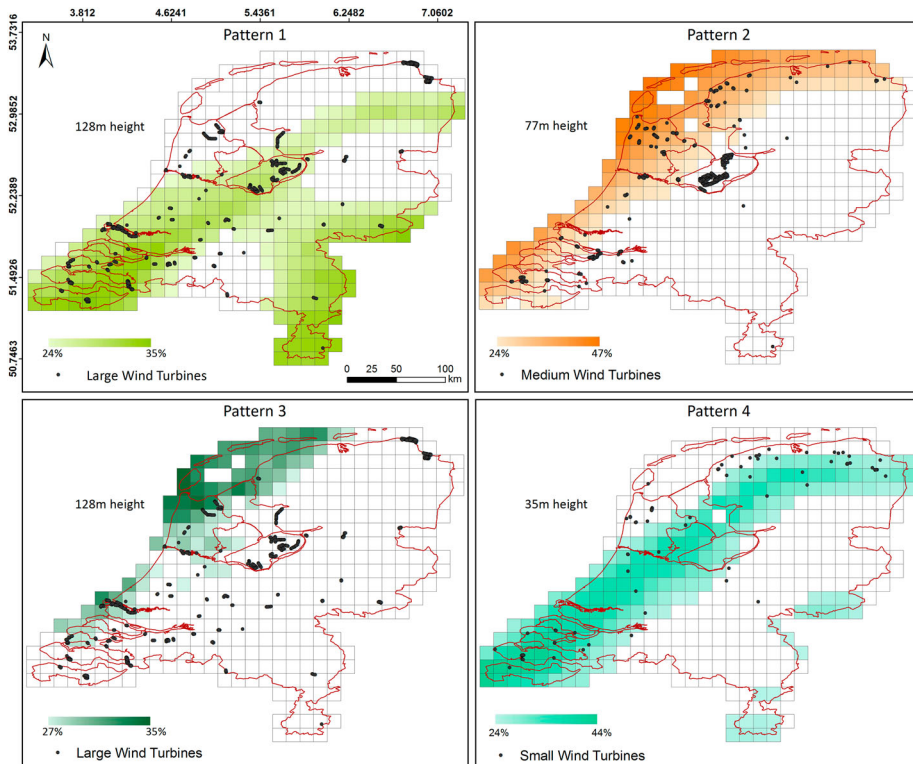 3.812 4.6241 5.4361 6.2482 7.0602
53.7316
52.9852
52.2389
51.4926
50.7463
Pattern 1
N
128m height
24% 35%
Large Wind Turbines
0 50 100
km
Pattern 2
77m height
24% 47%
Medium Wind Turbines
Pattern 3
128m height
27% 35%
Large Wind Turbines
Pattern 4
35m height
24% 44%
Small Wind Turbines